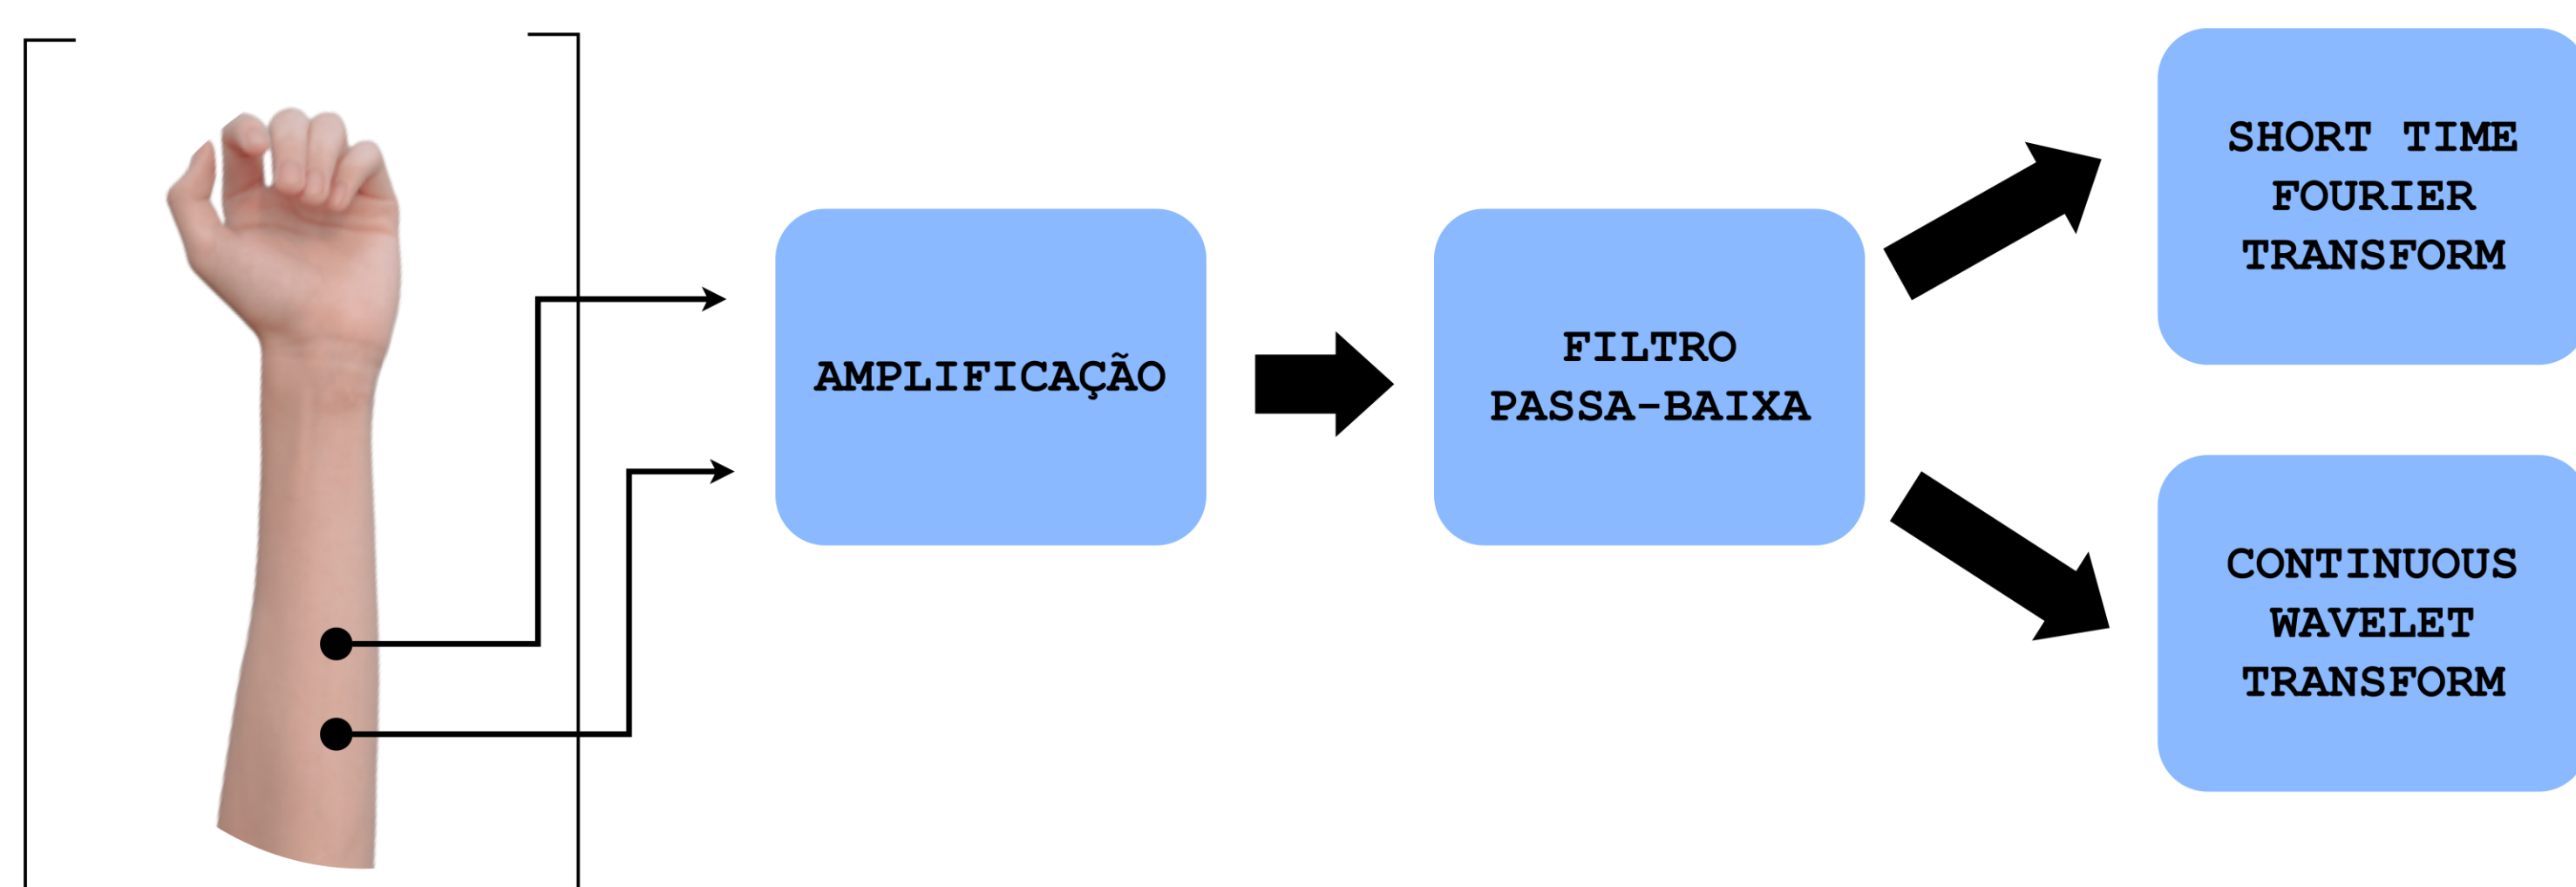 AMPLIFICAÇÃO
FILTRO
PASSA-BAIXA
SHORT TIME
FOURIER
TRANSFORM
CONTINUOUS
WAVELET
TRANSFORM